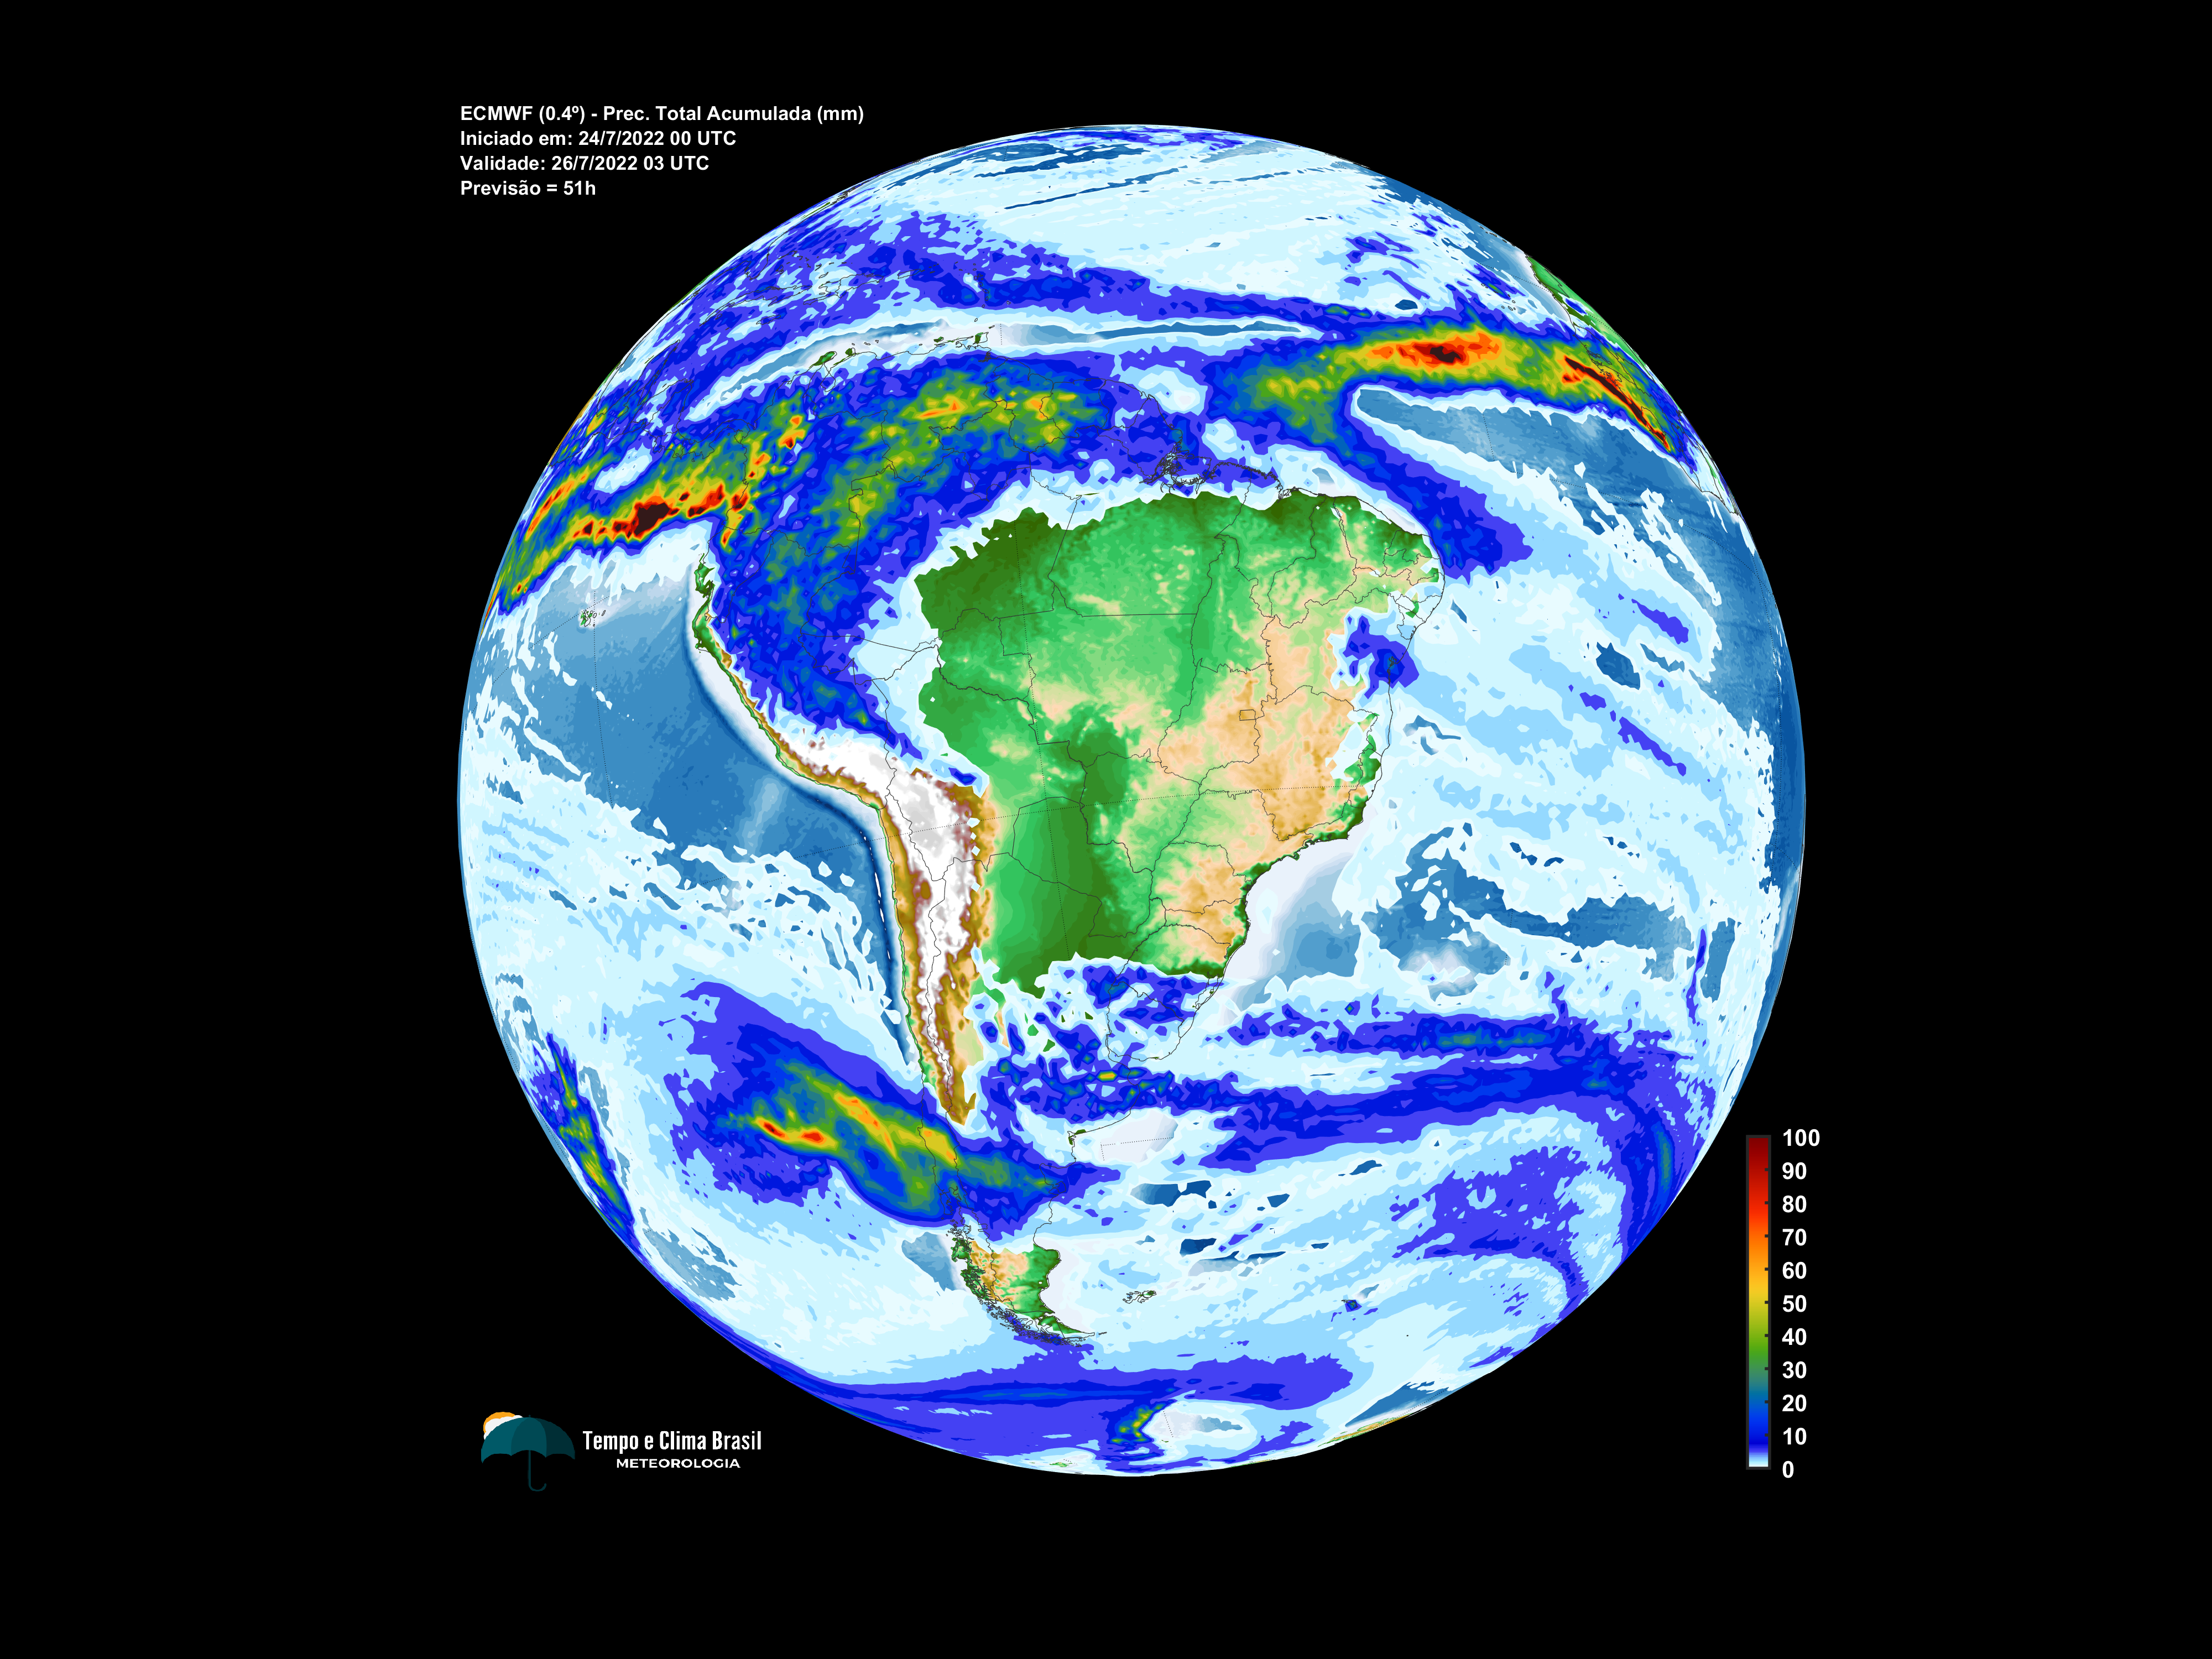 ECMWF (0.4º) - Prec. Total Acumulada (mm)
Iniciado em: 24/7/2022 00 UTC
Validade: 26/7/2022 03 UTC
Previsão = 51h
100
90
80
70
60
50
40
30
20
10
0
Tempo e Clima Brasil
METEOROLOGIA